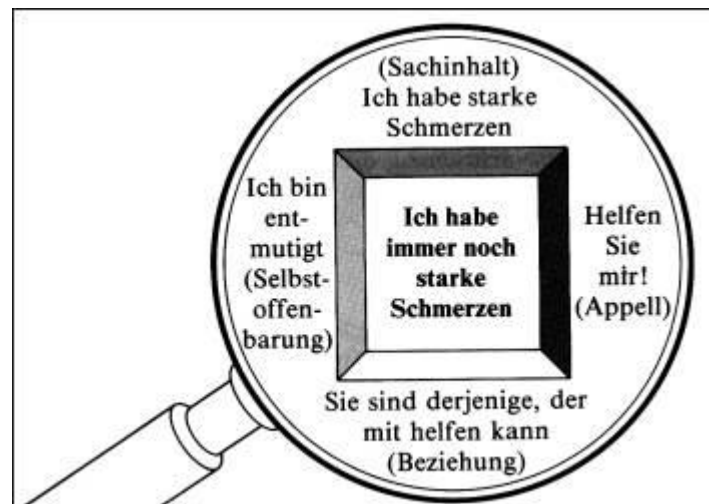 (Sachinhalt)
Ich habe starke
Schmerzen
Ich bin
ent-
mutigt
(Selbst-
offen-
barung)
Ich habe
immer noch
starke
Schmerzen
Helfen
Sie
mir!
(Appell)
Sie sind derjenige, der
mit helfen kann
(Beziehung)